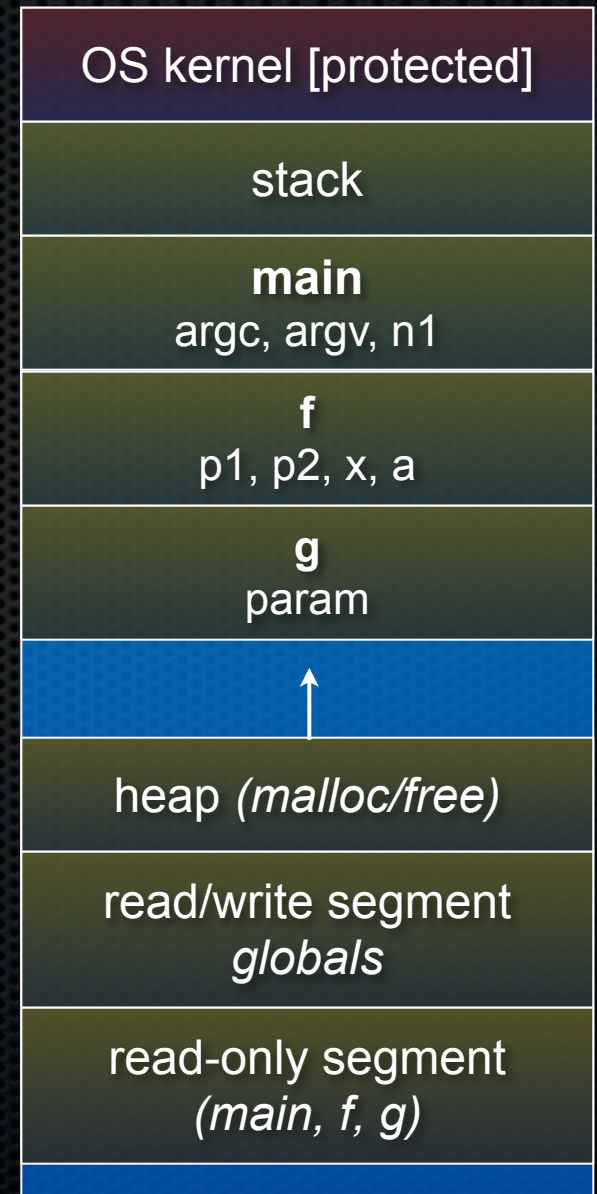 OS kernel [protected]
stack
main
argc, argv, n1
f
p1, p2, x, a
g
param
heap (malloc/free)
read/write segment
globals
read-only segment
(main, f, g)